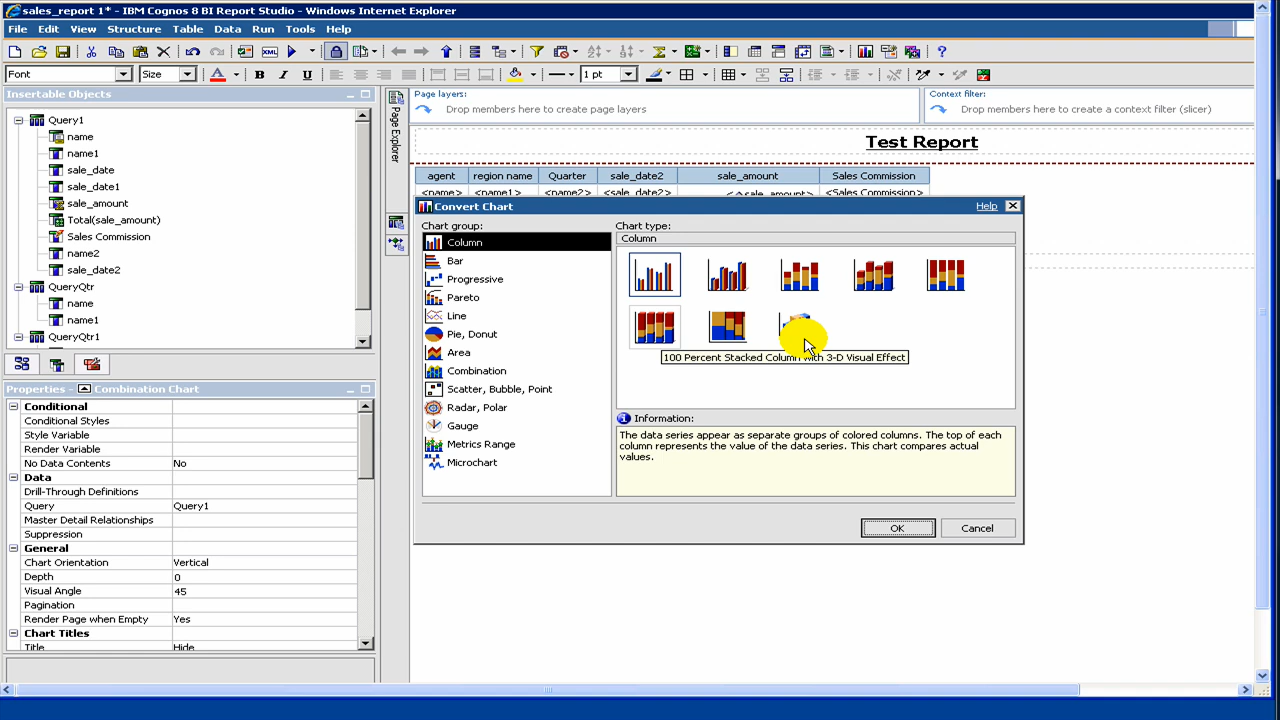 sales_report 1* - IBM Cognos 8 BI Report Studio - Windows Internet Explorer
File Edit View Structure Table Data Run Tools Help
XML
Font Size A B I U 1 pt
Insertable Objects
Query1
name
name1
sale_date
sale_date1
sale_amount
Total(sale_amount)
Sales Commission
name2
sale_date2
QueryQtr
name
name1
QueryQtr1
Page Explorer
Page layers:
Drop members here to create page layers
Context filter:
Drop members here to create a context filter (slicer)
Test Report
agent region name Quarter sale_date2 sale_amount Sales Commission
<name> <name1> <name2> <sale_date2> sale_amount> <Sales Commission>
Convert Chart Help
Chart group:
Column
Bar
Progressive
Pareto
Line
Pie, Donut
Area
Combination
Scatter, Bubble, Point
Radar, Polar
Gauge
Metrics Range
Microchart
Chart type:
Column
100 Percent Stacked Column with 3-D Visual Effect
Information:
The data series appear as separate groups of colored columns. The top of each
column represents the value of the data series. This chart compares actual
values.
OK Cancel
Properties - Combination Chart
Conditional
Conditional Styles
Style Variable
Render Variable
No Data Contents No
Data
Drill-Through Definitions
Query Query1
Master Detail Relationships
Suppression
General
Chart Orientation Vertical
Depth 0
Visual Angle 45
Pagination
Render Page when Empty Yes
Chart Titles
Title Hide